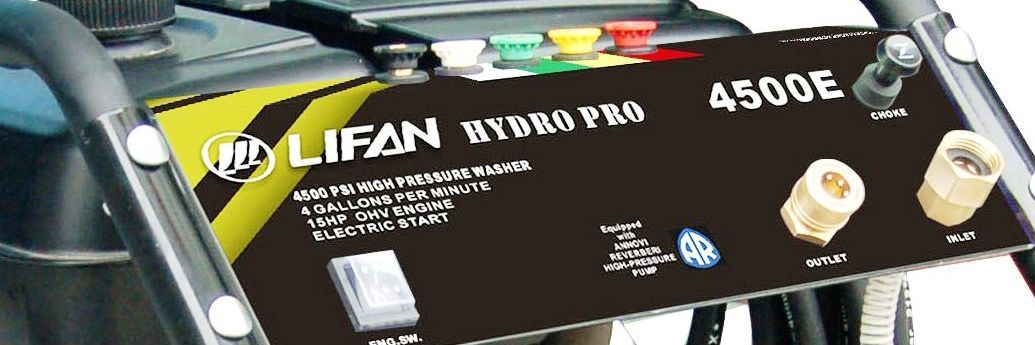 LIFAN HYDRO PRO 4500E
4500 PSI HIGH PRESSURE WASHER
4 GALLONS PER MINUTE
15HP OHV ENGINE
ELECTRIC START
CHOKE
Equipped
with
ANNOVI
REVERBERI
HIGH-PRESSURE
PUMP
AR
OUTLET
INLET
ENG.SW.